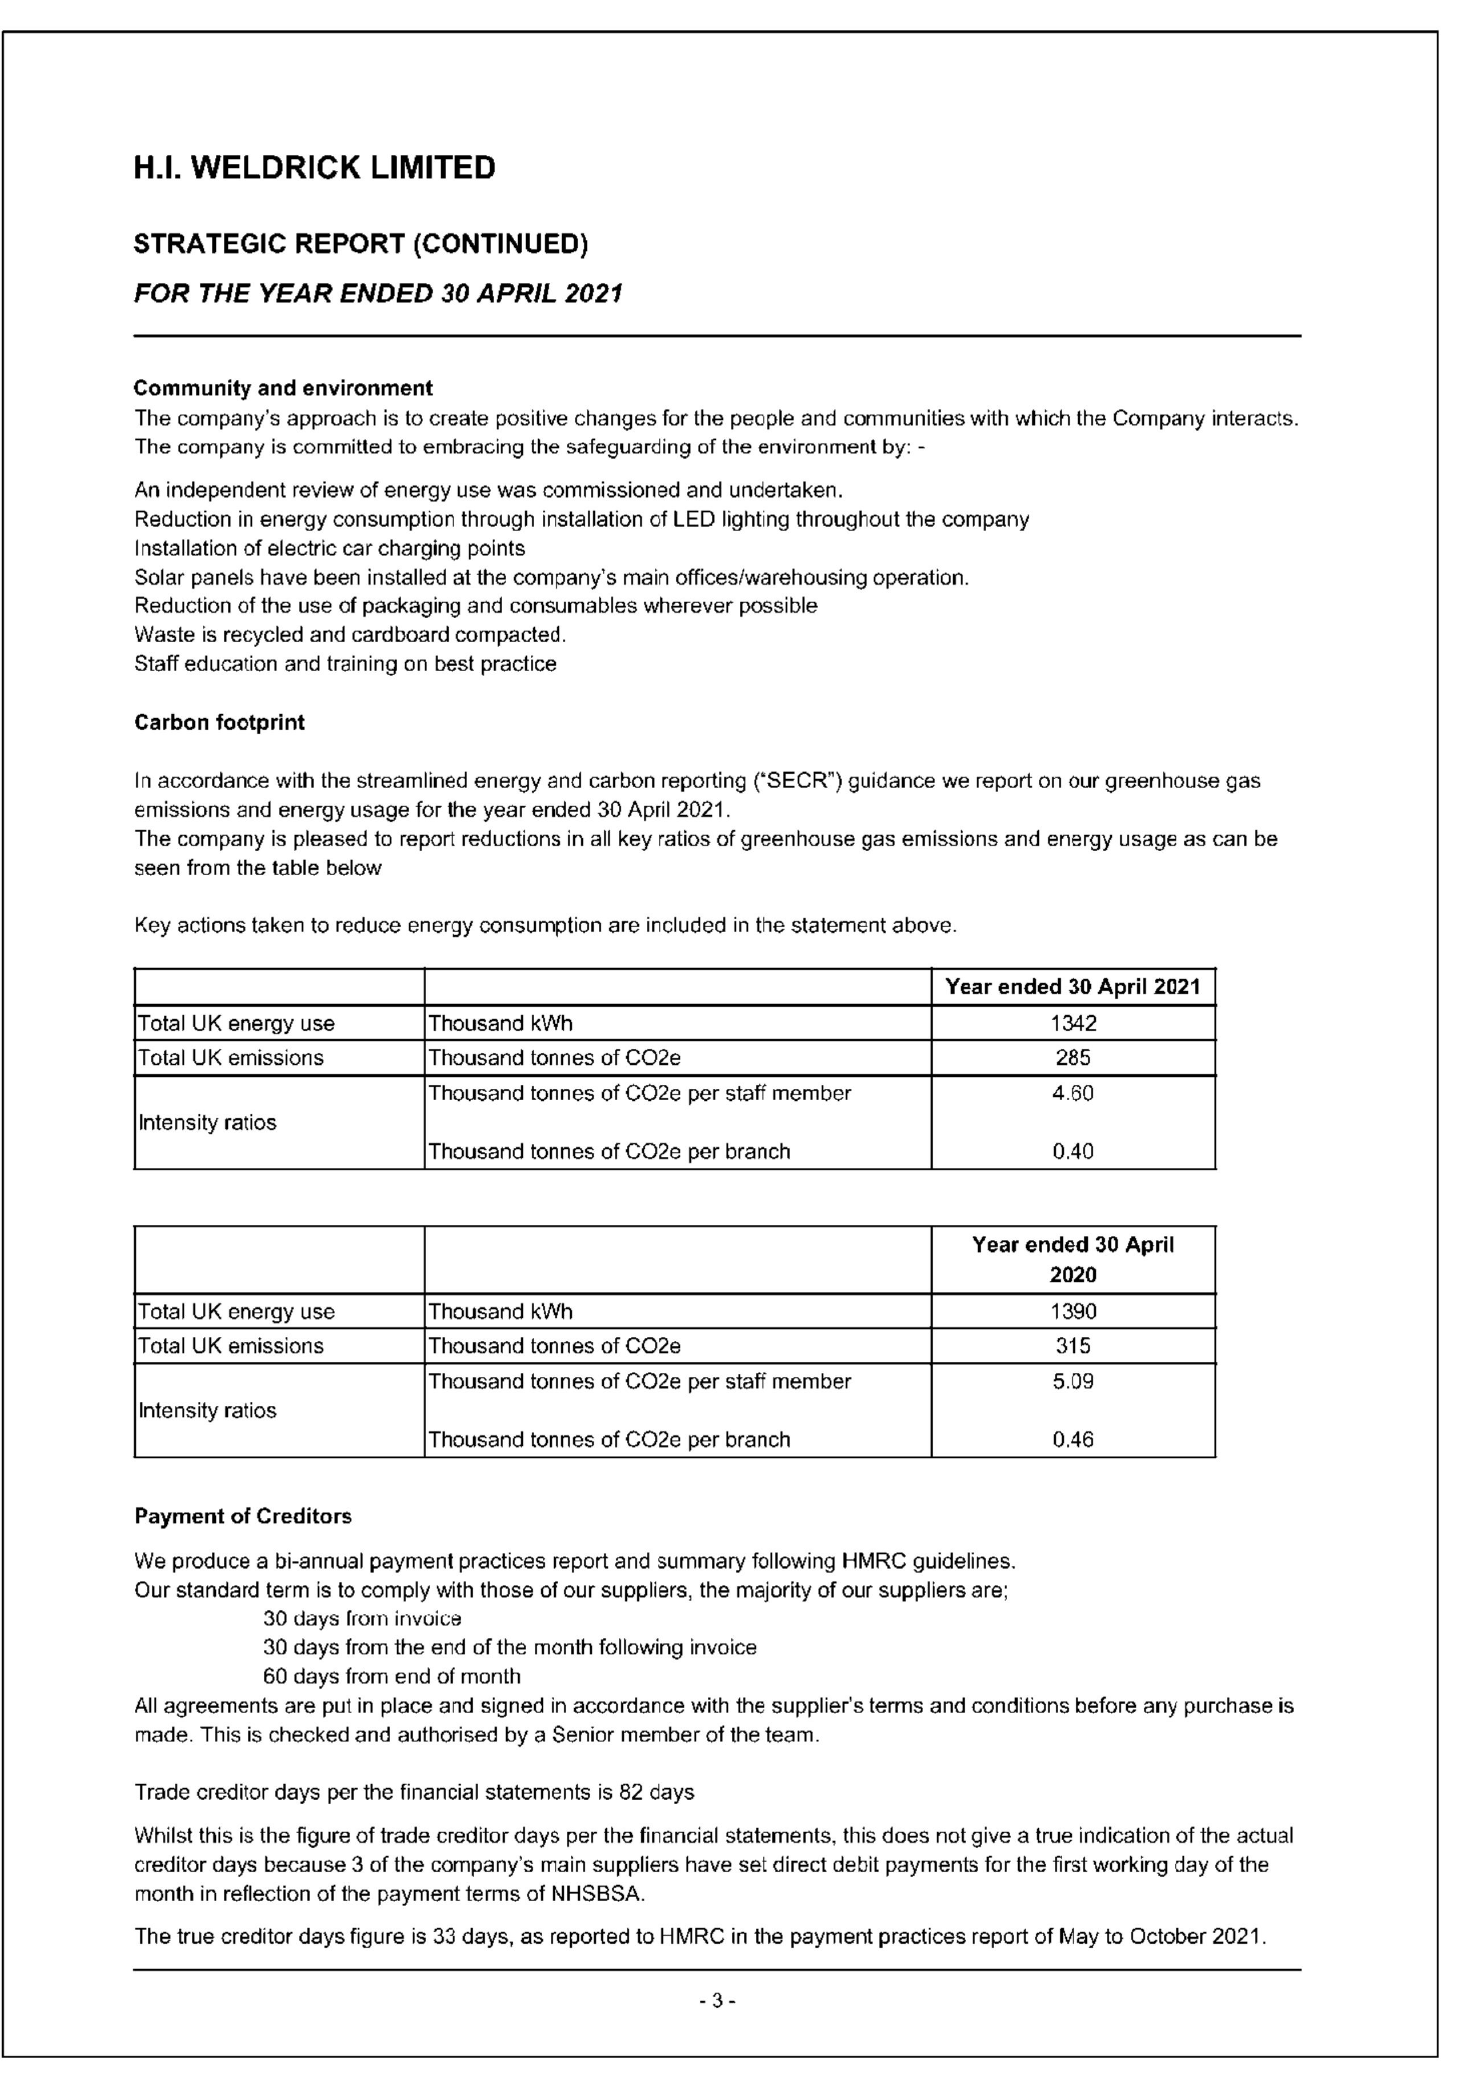 H.I. WELDRICK LIMITED
STRATEGIC REPORT (CONTINUED)
FOR THE YEAR ENDED 30 APRIL 2021
Community and environment
The company's approach is to create positive changes for the people and communities with which the Company interacts.
The company is committed to embracing the safeguarding of the environment by: -
An independent review of energy use was commissioned and undertaken.
Reduction in energy consumption through installation of LED lighting throughout the company
Installation of electric car charging points
Solar panels have been installed at the company's main offices/warehousing operation.
Reduction of the use of packaging and consumables wherever possible
Waste is recycled and cardboard compacted.
Staff education and training on best practice
Carbon footprint
In accordance with the streamlined energy and carbon reporting ("SECR") guidance we report on our greenhouse gas
emissions and energy usage for the year ended 30 April 2021.
The company is pleased to report reductions in all key ratios of greenhouse gas emissions and energy usage as can be
seen from the table below
Key actions taken to reduce energy consumption are included in the statement above.
Year ended 30 April 2021
Total UK energy use Thousand kWh 1342
Total UK emissions Thousand tonnes of CO2e 285
Thousand tonnes of CO2e per staff member 4.60
Intensity ratios
Thousand tonnes of CO2e per branch 0.40
Year ended 30 April
2020
Total UK energy use Thousand kWh 1390
Total UK emissions Thousand tonnes of CO2e 315
Thousand tonnes of CO2e per staff member 5.09
Intensity ratios
Thousand tonnes of CO2e per branch 0.46
Payment of Creditors
We produce a bi-annual payment practices report and summary following HMRC guidelines.
Our standard term is to comply with those of our suppliers, the majority of our suppliers are;
30 days from invoice
30 days from the end of the month following invoice
60 days from end of month
All agreements are put in place and signed in accordance with the supplier's terms and conditions before any purchase is
made. This is checked and authorised by a Senior member of the team.
Trade creditor days per the financial statements is 82 days
Whilst this is the figure of trade creditor days per the financial statements, this does not give a true indication of the actual
creditor days because 3 of the company's main suppliers have set direct debit payments for the first working day of the
month in reflection of the payment terms of NHSBSA.
The true creditor days figure is 33 days, as reported to HMRC in the payment practices report of May to October 2021.
- 3 -